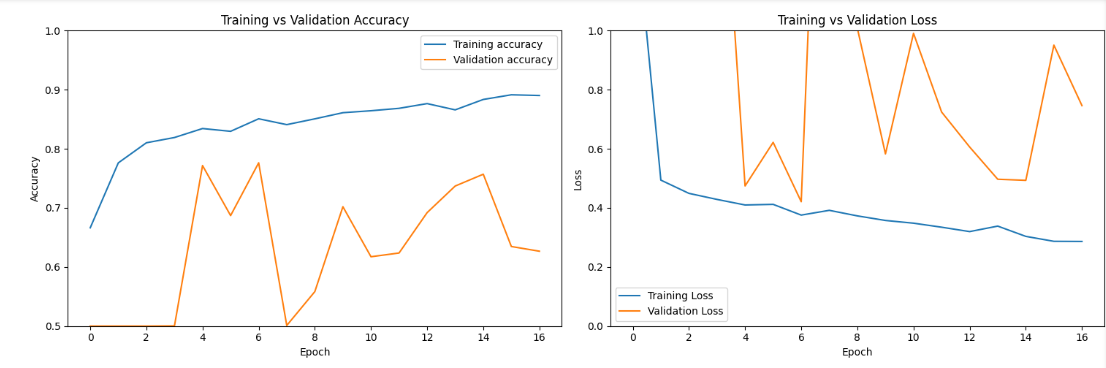 Training vs Validation Accuracy
1.0
0.9
0.8
0.7
0.6
0.5
Accuracy
Training accuracy
Validation accuracy
0 2 4 6 8 10 12 14 16
Epoch
Training vs Validation Loss
1.0
0.8
0.6
0.4
0.2
0.0
Loss
Training Loss
Validation Loss
0 2 4 6 8 10 12 14 16
Epoch